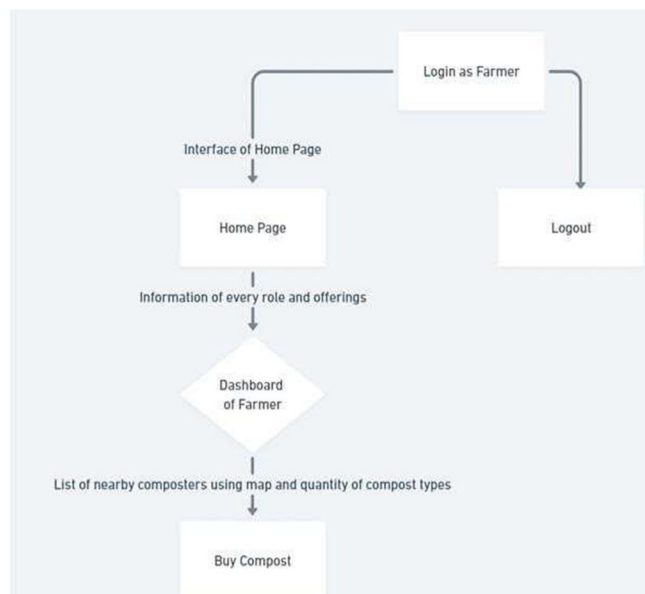 Login as Farmer
Interface of Home Page
Home Page
Logout
Information of every role and offerings
Dashboard
of Farmer
List of nearby composters using map and quantity of compost types
Buy Compost